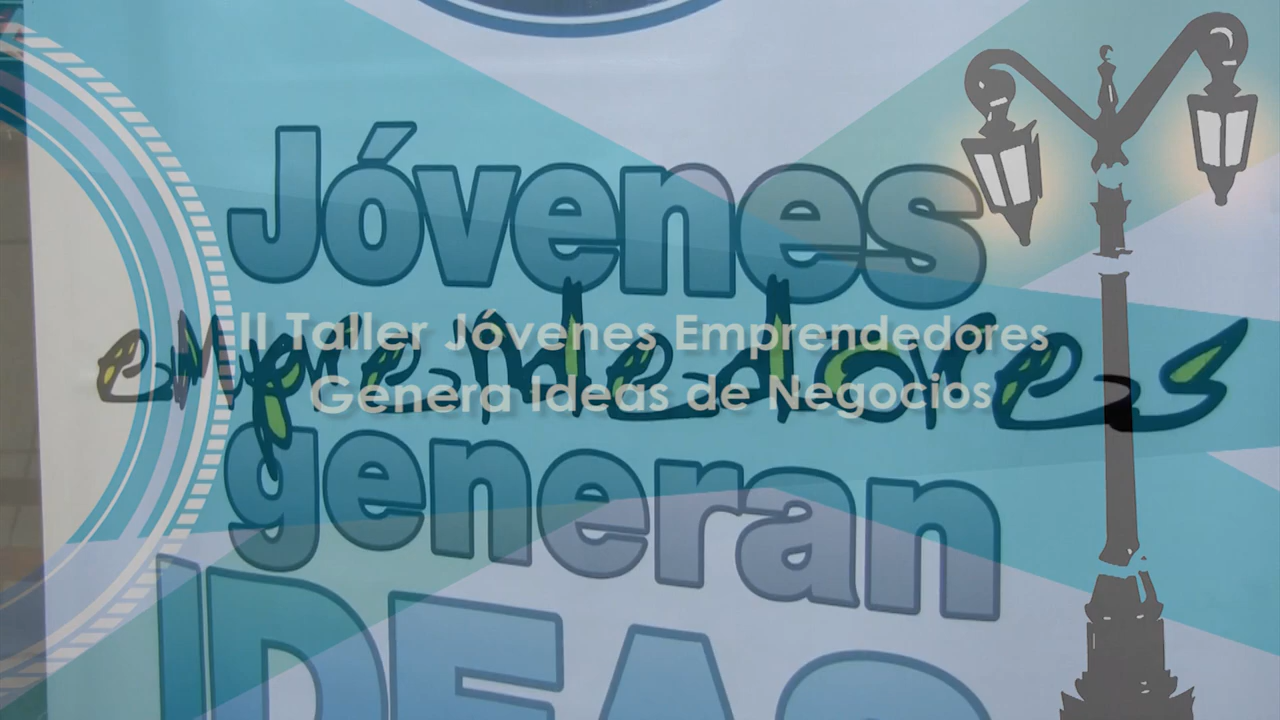 Jóvenes
emprendedores
II Taller Jóvenes Emprendedores
Genera Ideas de Negocios
generan
IDEAS